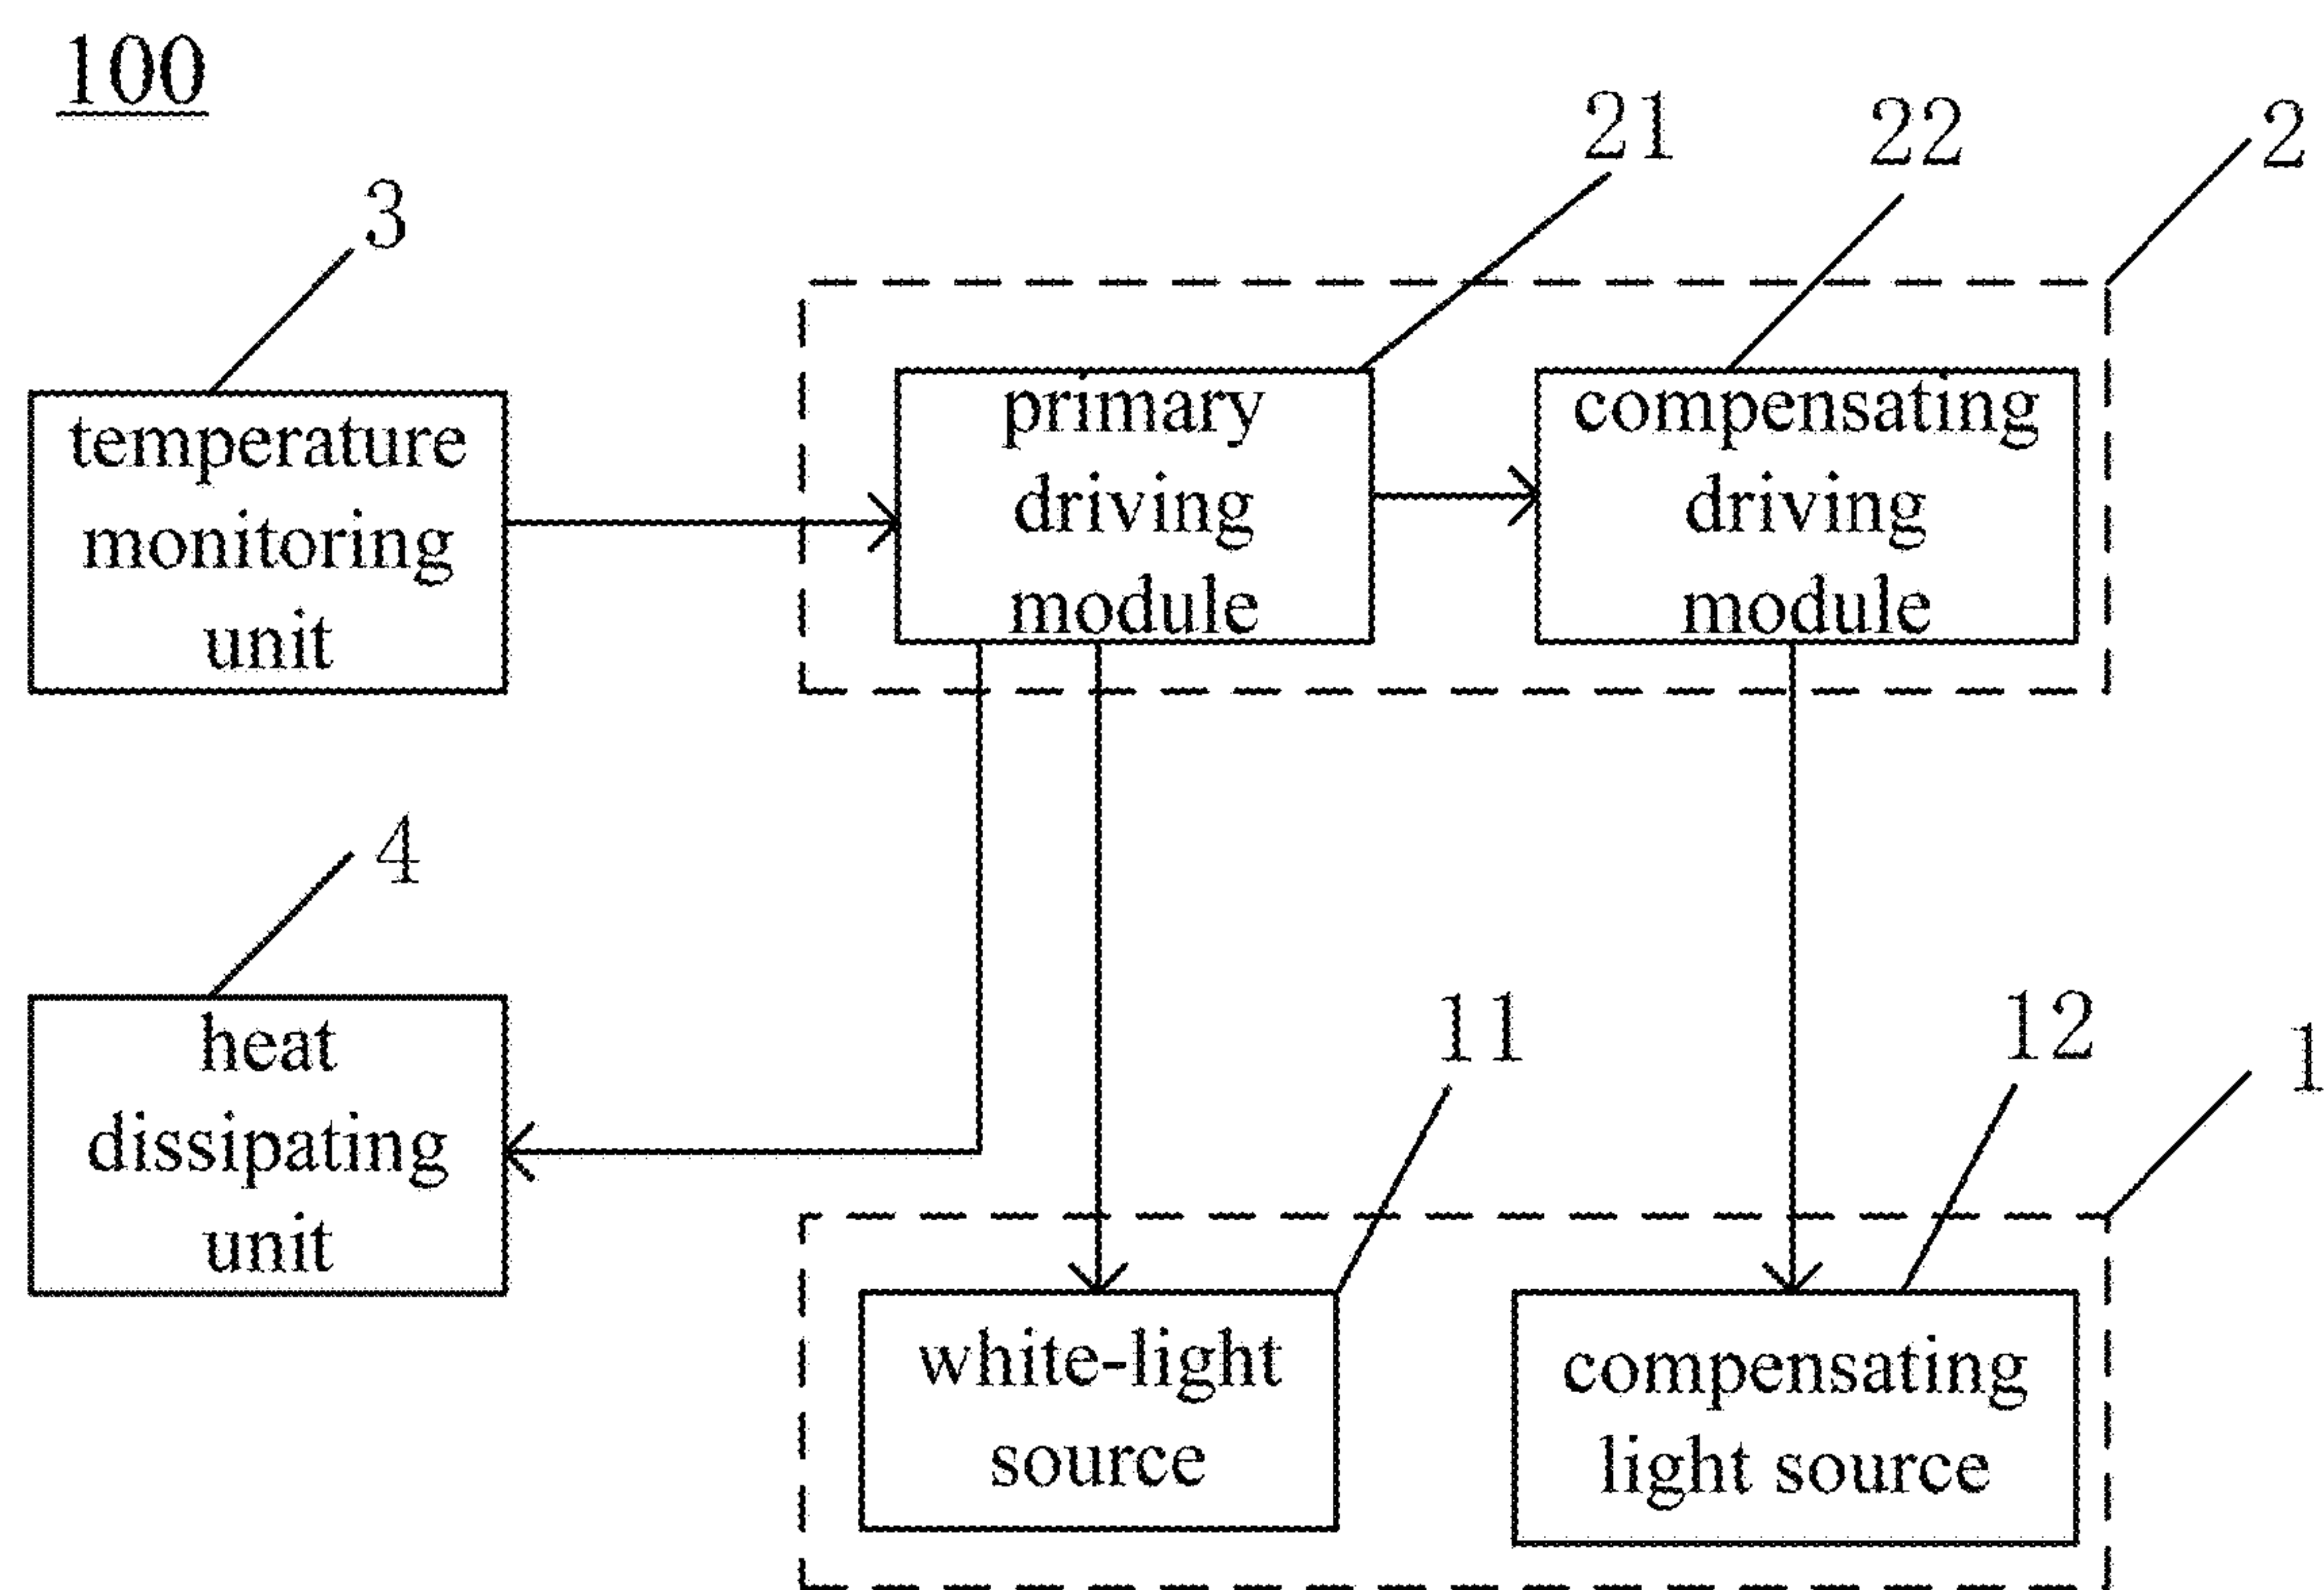 100
21
22
2
3
temperature
monitoring
unit
primary
driving
module
compensating
driving
module
4
heat
dissipating
unit
11
12
1
white-light
source
compensating
light source